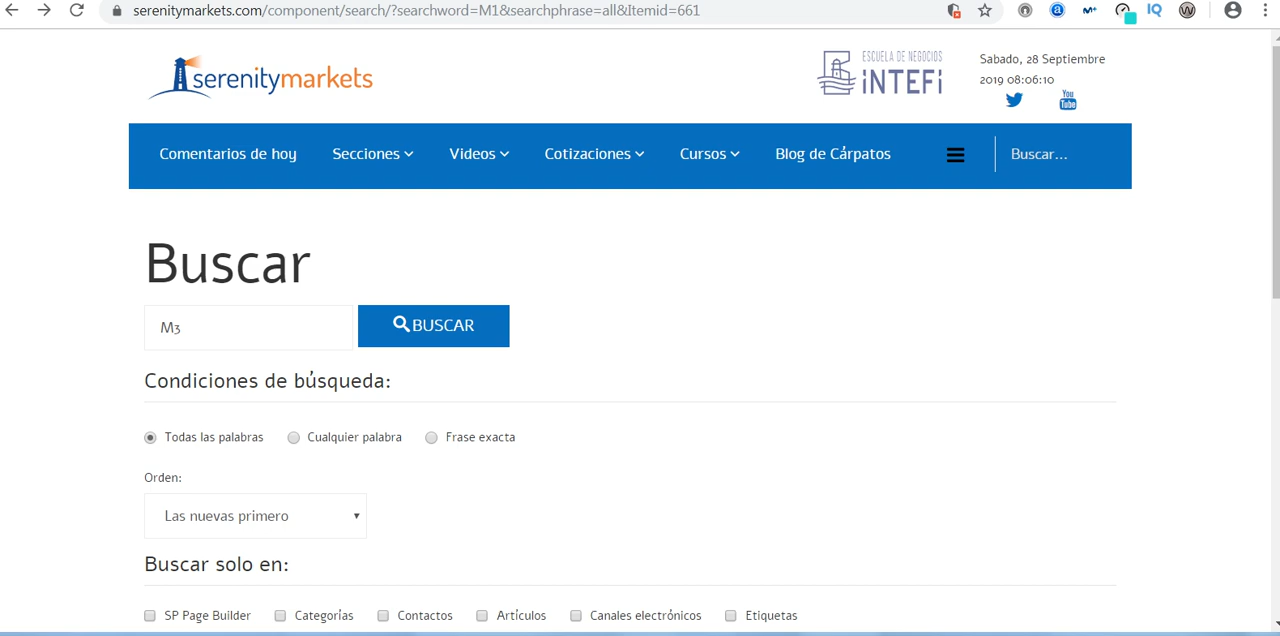 serenitymarkets.com/component/search/?searchword=M1&searchphrase=all&Itemid=661
IQ
W
serenitymarkets
ESCUELA DE NEGOCIOS
INTEFi
Sabado, 28 Septiembre
2019 08:06:10
You
Tube
Comentarios de hoy
Secciones
Videos
Cotizaciones
Cursos
Blog de Cárpatos
Buscar...
Buscar
M3
BUSCAR
Condiciones de búsqueda:
Todas las palabras
Cualquier palabra
Frase exacta
Orden:
Las nuevas primero
Buscar solo en:
SP Page Builder
Categorías
Contactos
Artículos
Canales electrónicos
Etiquetas